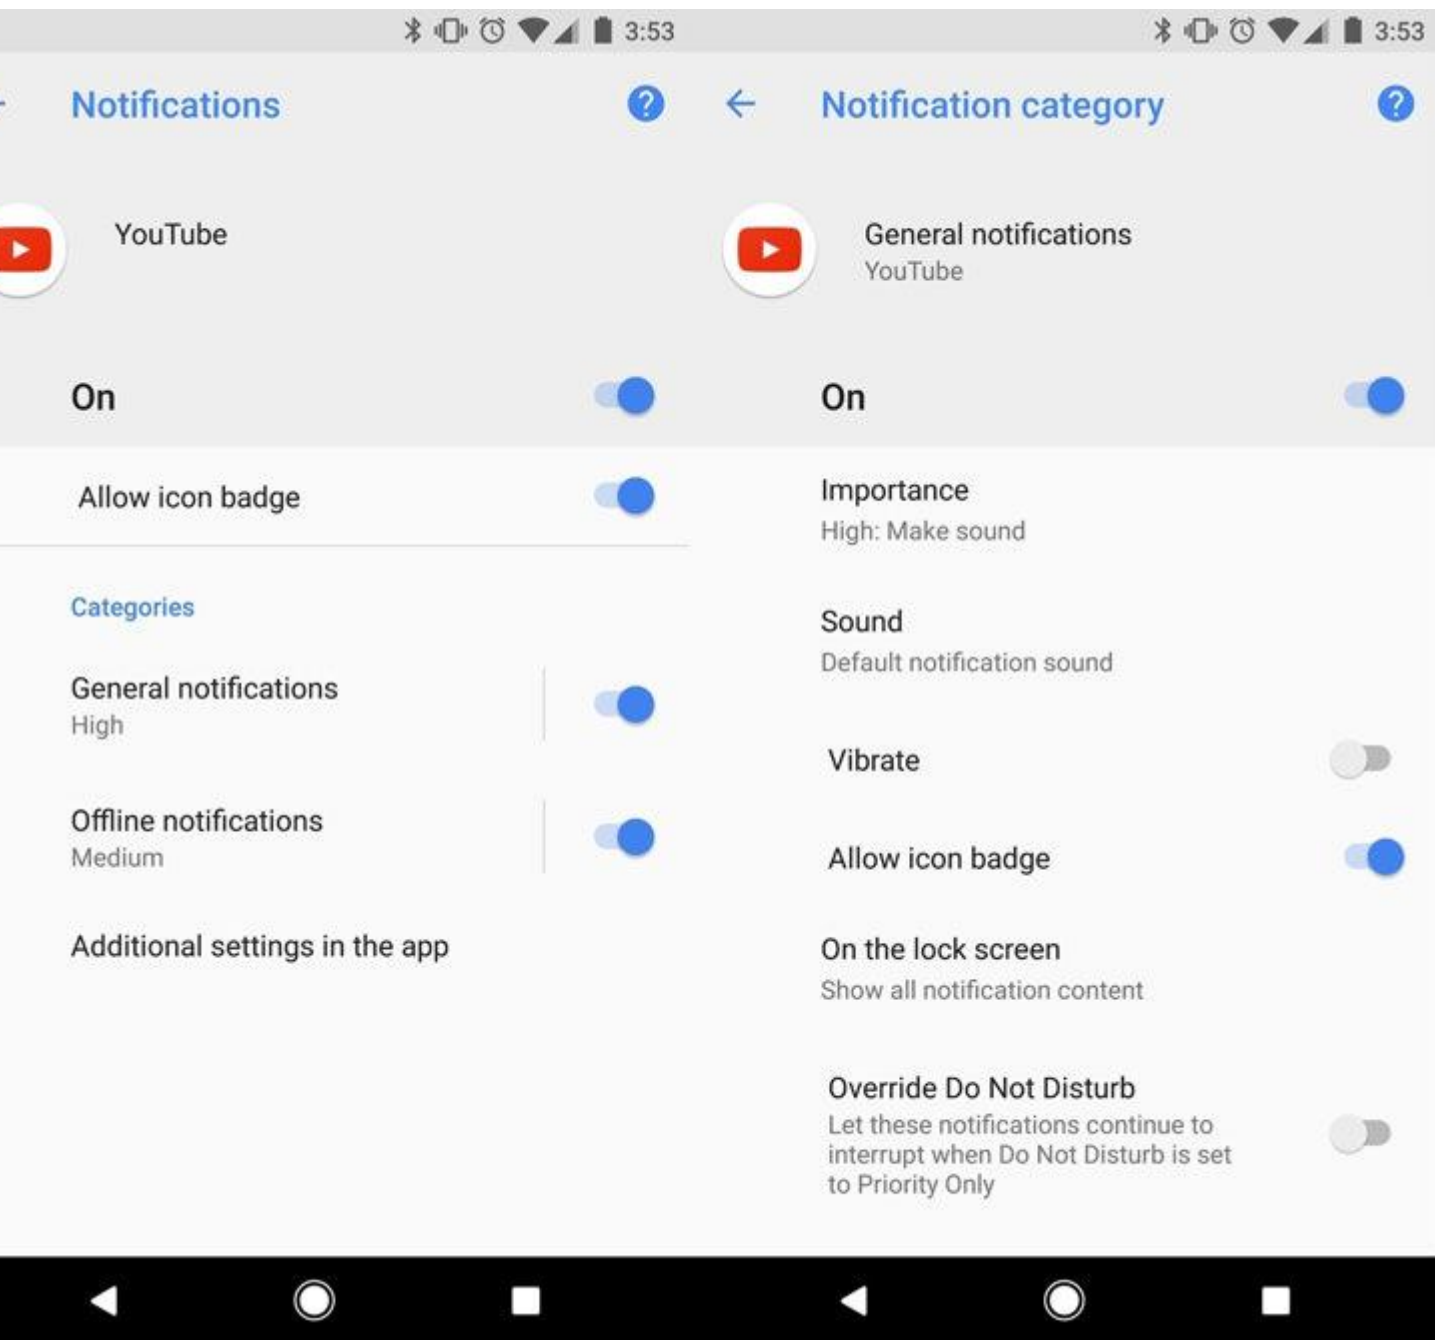 3:53
Notifications
YouTube
On
Allow icon badge
Categories
General notifications
High
Offline notifications
Medium
Additional settings in the app
3:53
Notification category
General notifications
YouTube
On
Importance
High: Make sound
Sound
Default notification sound
Vibrate
Allow icon badge
On the lock screen
Show all notification content
Override Do Not Disturb
Let these notifications continue to
interrupt when Do Not Disturb is set
to Priority Only